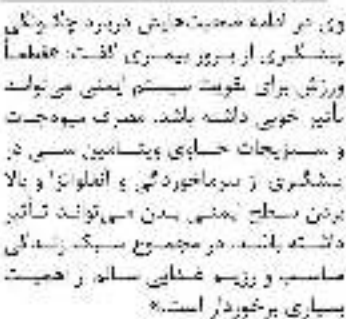 وی در ادامه صحبت‌هایش درباره چگونگی
پیشگیری از بروز بیماری گفت: «قطعاً
ورزش برای تقویت سیستم ایمنی می‌تواند
تأثیر خوبی داشته باشد. مصرف میوه‌جات
و سبزیجات حاوی ویتامین سی در
پیشگیری از سرماخوردگی و آنفلوانزا و بالا
بردن سطح ایمنی بدن می‌تواند تأثیر
داشته باشد. در مجموع سبک زندگی
مناسب و رژیم غذایی سالم از اهمیت
بسیاری برخوردار است.»